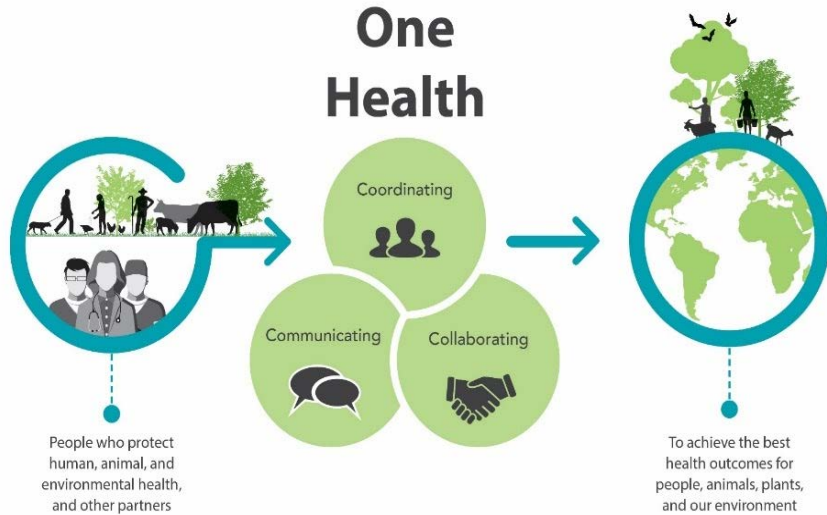 One
Health
Coordinating
Communicating
Collaborating
People who protect
human, animal, and
environmental health,
and other partners
To achieve the best
health outcomes for
people, animals, plants,
and our environment